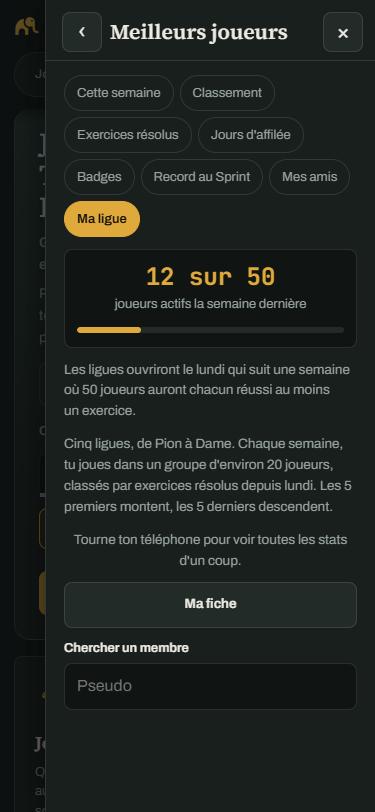 ‹ Meilleurs joueurs ×
Cette semaine Classement
Exercices résolus Jours d'affilée
Badges Record au Sprint Mes amis
Ma ligue
12 sur 50
joueurs actifs la semaine dernière
Les ligues ouvriront le lundi qui suit une semaine
où 50 joueurs auront chacun réussi au moins
un exercice.
Cinq ligues, de Pion à Dame. Chaque semaine,
tu joues dans un groupe d'environ 20 joueurs,
classés par exercices résolus depuis lundi. Les 5
premiers montent, les 5 derniers descendent.
Tourne ton téléphone pour voir toutes les stats
d'un coup.
Ma fiche
Chercher un membre
Pseudo